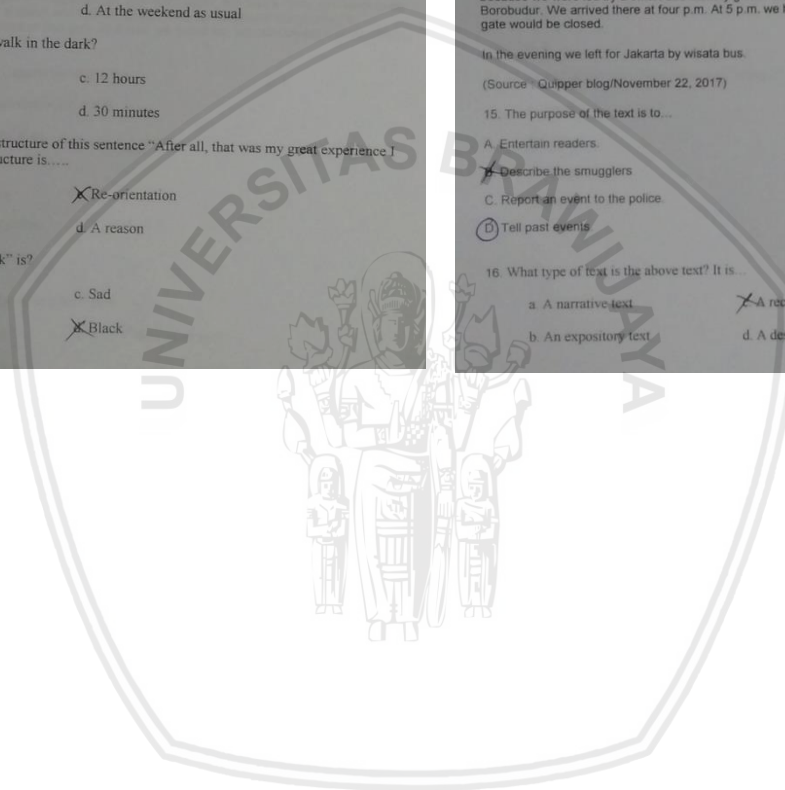 d. At the weekend as usual
walk in the dark?
c. 12 hours
d. 30 minutes
structure of this sentence “After all, that was my great experience I
is…..
Re-orientation
d. A reason
is?
c. Sad
Black
Borobudur. We arrived there at four p.m. At 5 p.m. we
gate would be closed.
In the evening we left for Jakarta by wisata bus.
(Source : Quipper blog/November 22, 2017)
15. The purpose of the text is to...
A. Entertain readers.
Describe the smugglers
C. Report an event to the police.
D. Tell past events
16. What type of text is the above text? It is...
a. A narrative text
A
b. An expository text
d. A
UNIVERSITAS BRAWIJAYA